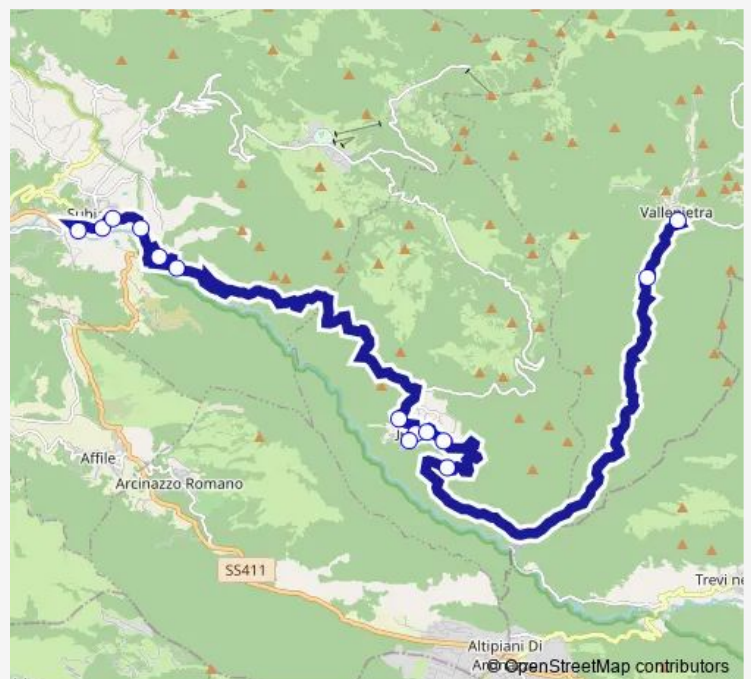 Vallepietra
Affile
Arcinazzo Romano
SS411
Trevi ne
Altipiani Di
© OpenStreetMap contributors